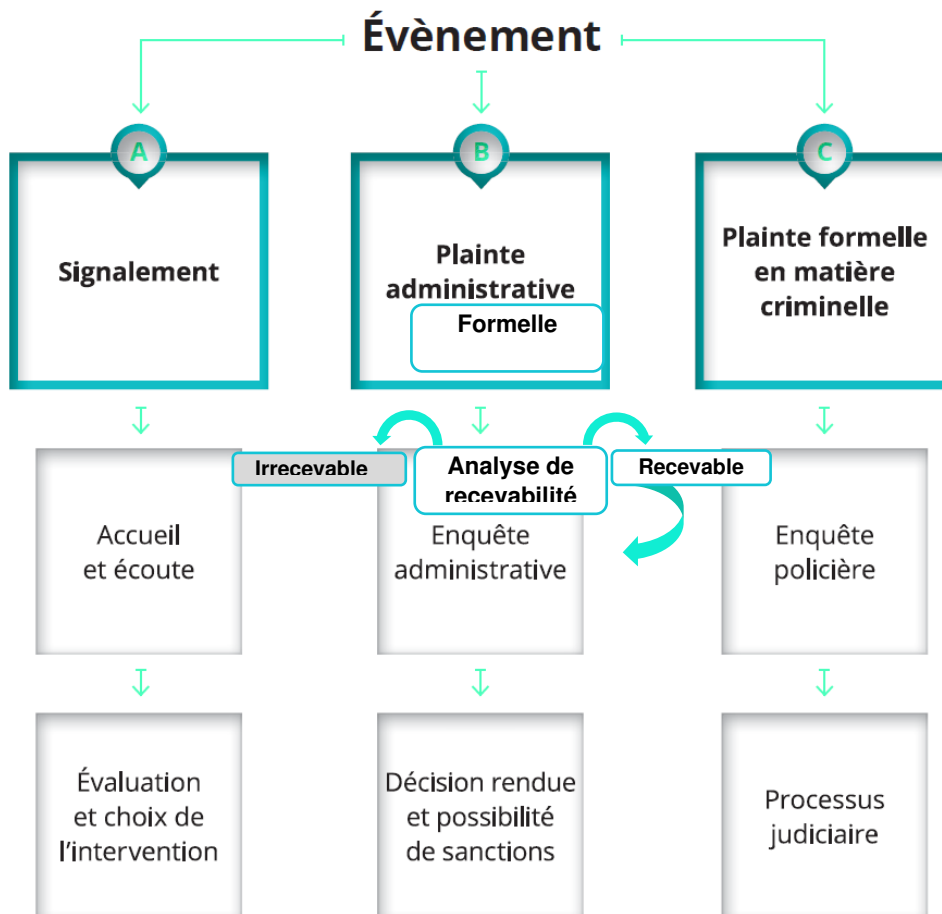 Évènement
A
B
C
Signalement
Plainte
administrative
Formelle
Plainte formelle
en matière
criminelle
Irrecevable
Analyse de
recevabilité
Recevable
Accueil
et écoute
Enquête
administrative
Enquête
policière
Évaluation
et choix de
l’intervention
Décision rendue
et possibilité
de sanctions
Processus
judiciaire